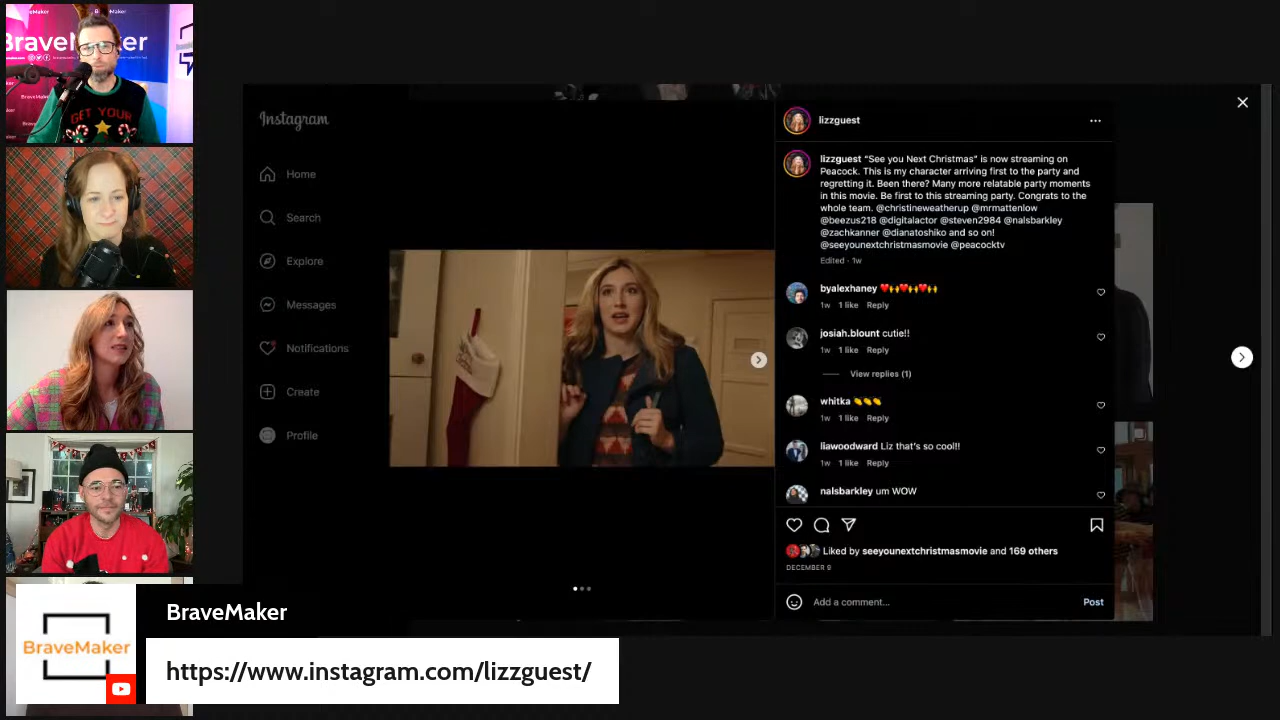 BraveMaker
BraveMaker
GET YOUR
Instagram
Home
Search
Explore
Messages
Notifications
Create
Profile
lizzguest
lizzguest “See you Next Christmas” is now streaming on
Peacock. This is my character arriving first to the party and
regretting it. Been there? Many more relatable party moments
in this movie. Be first to this streaming party. Congrats to the
whole team. @christineweatherup @mrmattenlow
@beezus218 @digitalactor @steven2984 @nalsbarkley
@zachkanner @dianatoshiko and so on!
@seeyounextchristmasmovie @peacocktv
Edited · 1w
byalexhaney ❤️🙌❤️🙌❤️🙌
1w 1 like Reply
josiah.blount cutie!!
1w 1 like Reply
View replies (1)
whitka 👏👏👏
1w 1 like Reply
liawoodward Liz that's so cool!!
1w 1 like Reply
nalsbarkley um WOW
Liked by seeyounextchristmasmovie and 169 others
DECEMBER 9
Add a comment...
Post
BraveMaker
BraveMaker
https://www.instagram.com/lizzguest/